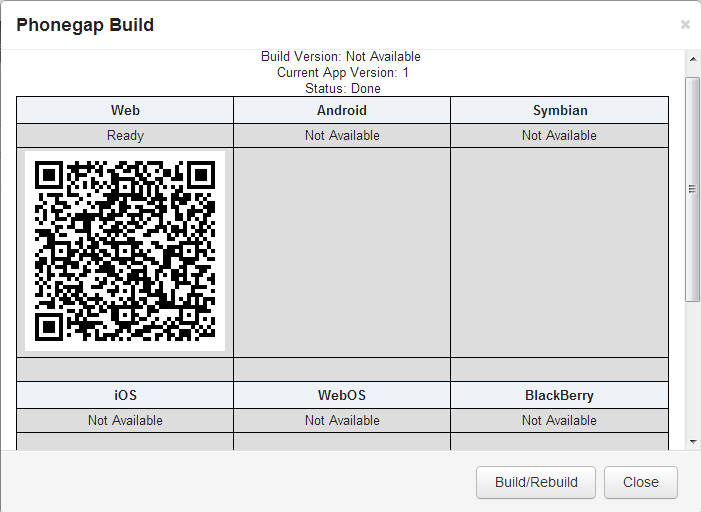 Phonegap Build
Build Version: Not Available
Current App Version: 1
Status: Done
Web Android Symbian
Ready Not Available Not Available
iOS WebOS BlackBerry
Not Available Not Available Not Available
Build/Rebuild Close